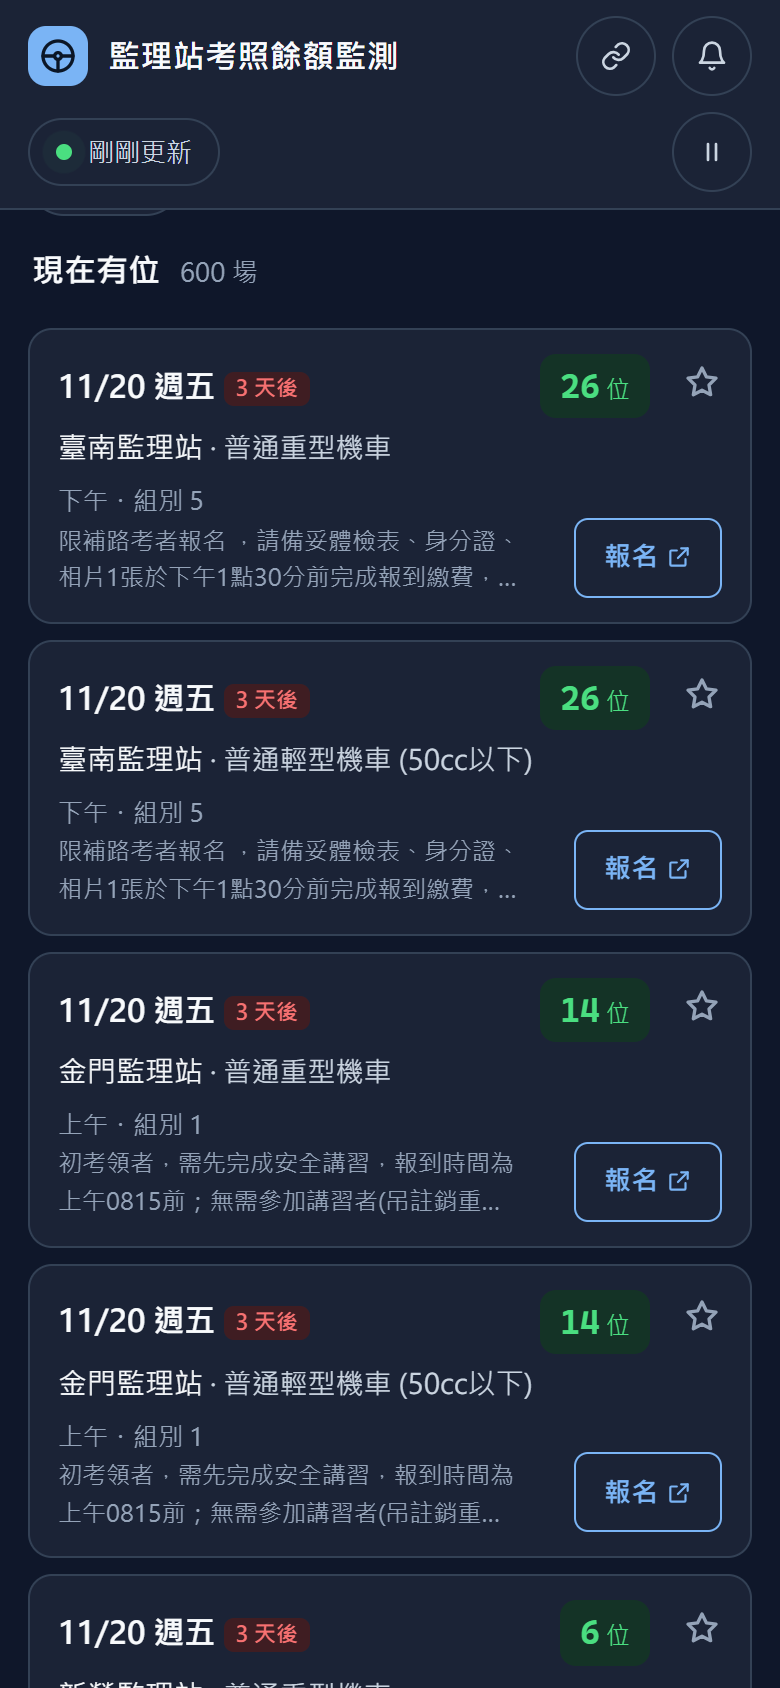 監理站考照餘額監測
剛剛更新
現在有位 600 場
11/20 週五 3 天後 26 位
臺南監理站 · 普通重型機車
下午 · 組別 5
限補路考者報名 ，請備妥體檢表、身分證、
相片1張於下午1點30分前完成報到繳費，...
報名
11/20 週五 3 天後 26 位
臺南監理站 · 普通輕型機車 (50cc以下)
下午 · 組別 5
限補路考者報名 ，請備妥體檢表、身分證、
相片1張於下午1點30分前完成報到繳費，...
報名
11/20 週五 3 天後 14 位
金門監理站 · 普通重型機車
上午 · 組別 1
初考領者，需先完成安全講習，報到時間為
上午0815前；無需參加講習者(吊註銷重...
報名
11/20 週五 3 天後 14 位
金門監理站 · 普通輕型機車 (50cc以下)
上午 · 組別 1
初考領者，需先完成安全講習，報到時間為
上午0815前；無需參加講習者(吊註銷重...
報名
11/20 週五 3 天後 6 位